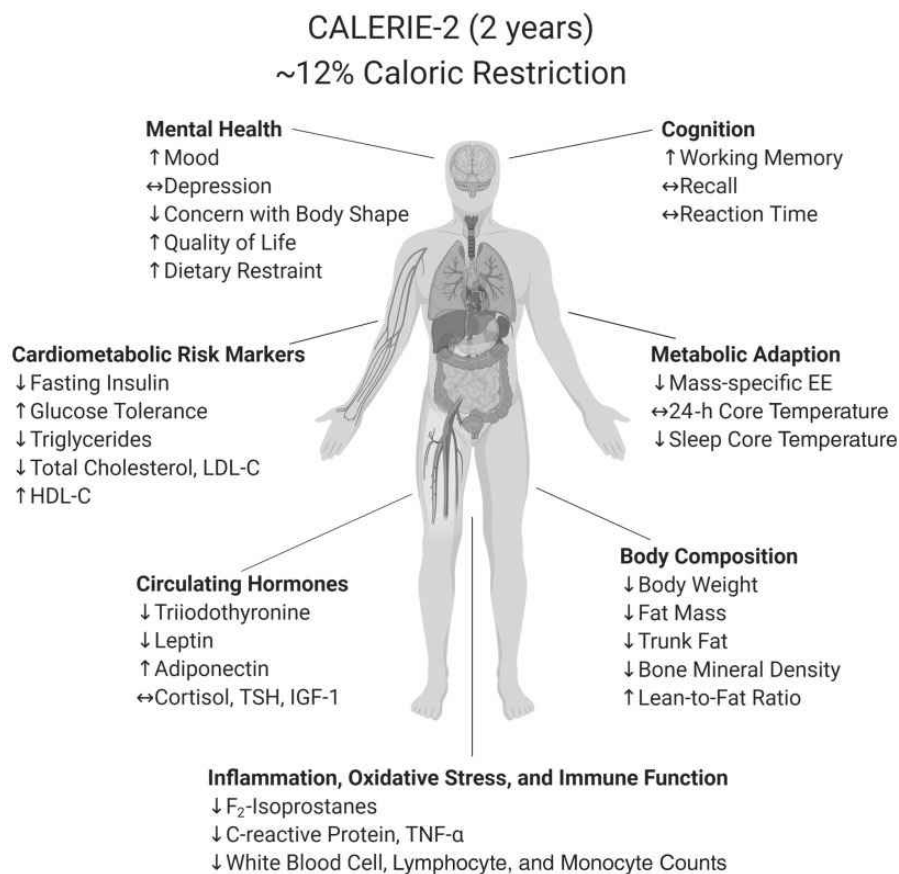 CALERIE-2 (2 years)
~12% Caloric Restriction
Mental Health
↑Mood
↔Depression
↓Concern with Body Shape
↑Quality of Life
↑Dietary Restraint
Cognition
↑Working Memory
↔Recall
↔Reaction Time
Cardiometabolic Risk Markers
↓Fasting Insulin
↑Glucose Tolerance
↓Triglycerides
↓Total Cholesterol, LDL-C
↑HDL-C
Metabolic Adaption
↓Mass-specific EE
↔24-h Core Temperature
↓Sleep Core Temperature
Circulating Hormones
↓Triiodothyronine
↓Leptin
↑Adiponectin
↔Cortisol, TSH, IGF-1
Body Composition
↓Body Weight
↓Fat Mass
↓Trunk Fat
↓Bone Mineral Density
↑Lean-to-Fat Ratio
Inflammation, Oxidative Stress, and Immune Function
↓F₂-Isoprostanes
↓C-reactive Protein, TNF-α
↓White Blood Cell, Lymphocyte, and Monocyte Counts